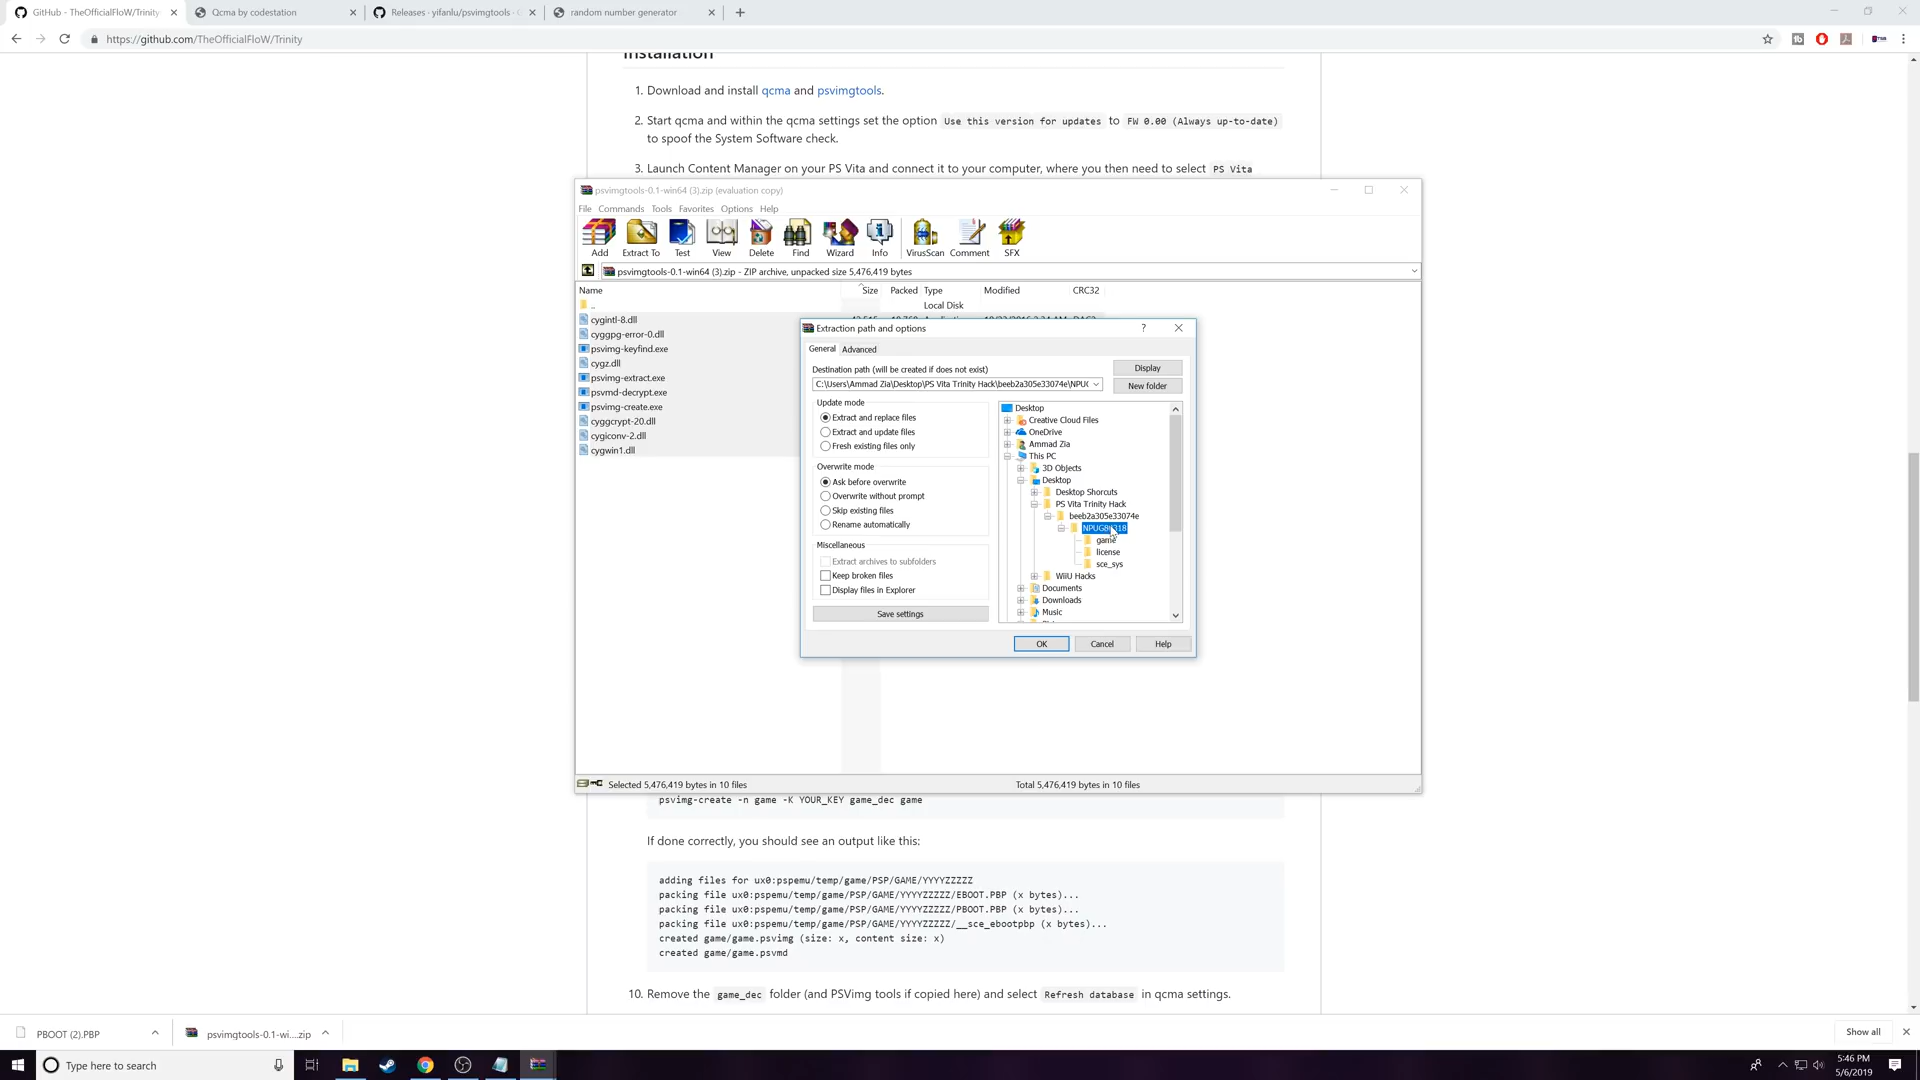 GitHub - TheOfficialFloW/Trinity
Qcma by codestation
Releases · yifanlu/psvimgtools ·
random number generator
https://github.com/TheOfficialFloW/Trinity
Installation
1. Download and install qcma and psvimgtools.
2. Start qcma and within the qcma settings set the option Use this version for updates to FW 0.00 (Always up-to-date)
to spoof the System Software check.
3. Launch Content Manager on your PS Vita and connect it to your computer, where you then need to select PS Vita
psvimgtools-0.1-win64 (3).zip (evaluation copy)
File Commands Tools Favorites Options Help
Add Extract To Test View Delete Find Wizard Info VirusScan Comment SFX
psvimgtools-0.1-win64 (3).zip - ZIP archive, unpacked size 5,476,419 bytes
Name Size Packed Type Modified CRC32
.. Local Disk
cygintl-8.dll
cyggpg-error-0.dll
psvimg-keyfind.exe
cygz.dll
psvimg-extract.exe
psvmd-decrypt.exe
psvimg-create.exe
cyggcrypt-20.dll
cygiconv-2.dll
cygwin1.dll
Extraction path and options
?
General Advanced
Destination path (will be created if does not exist)
Display
C:\Users\Ammad Zia\Desktop\PS Vita Trinity Hack\beeb2a305e33074e\NPUG
New folder
Update mode
Extract and replace files
Extract and update files
Fresh existing files only
Overwrite mode
Ask before overwrite
Overwrite without prompt
Skip existing files
Rename automatically
Miscellaneous
Extract archives to subfolders
Keep broken files
Display files in Explorer
Save settings
Desktop
Creative Cloud Files
OneDrive
Ammad Zia
This PC
3D Objects
Desktop
Desktop Shorcuts
PS Vita Trinity Hack
beeb2a305e33074e
NPUG80318
game
license
sce_sys
WiiU Hacks
Documents
Downloads
Music
OK Cancel Help
Selected 5,476,419 bytes in 10 files
Total 5,476,419 bytes in 10 files
psvimg-create -n game -K YOUR_KEY game_dec game
If done correctly, you should see an output like this:
adding files for ux0:pspemu/temp/game/PSP/GAME/YYYYZZZZZ
packing file ux0:pspemu/temp/game/PSP/GAME/YYYYZZZZZ/EBOOT.PBP (x bytes)...
packing file ux0:pspemu/temp/game/PSP/GAME/YYYYZZZZZ/PBOOT.PBP (x bytes)...
packing file ux0:pspemu/temp/game/PSP/GAME/YYYYZZZZZ/__sce_ebootpbp (x bytes)...
created game/game.psvimg (size: x, content size: x)
created game/game.psvmd
10. Remove the game_dec folder (and PSVimg tools if copied here) and select Refresh database in qcma settings.
PBOOT (2).PBP
psvimgtools-0.1-wi....zip
Show all
Type here to search
5:46 PM
5/6/2019